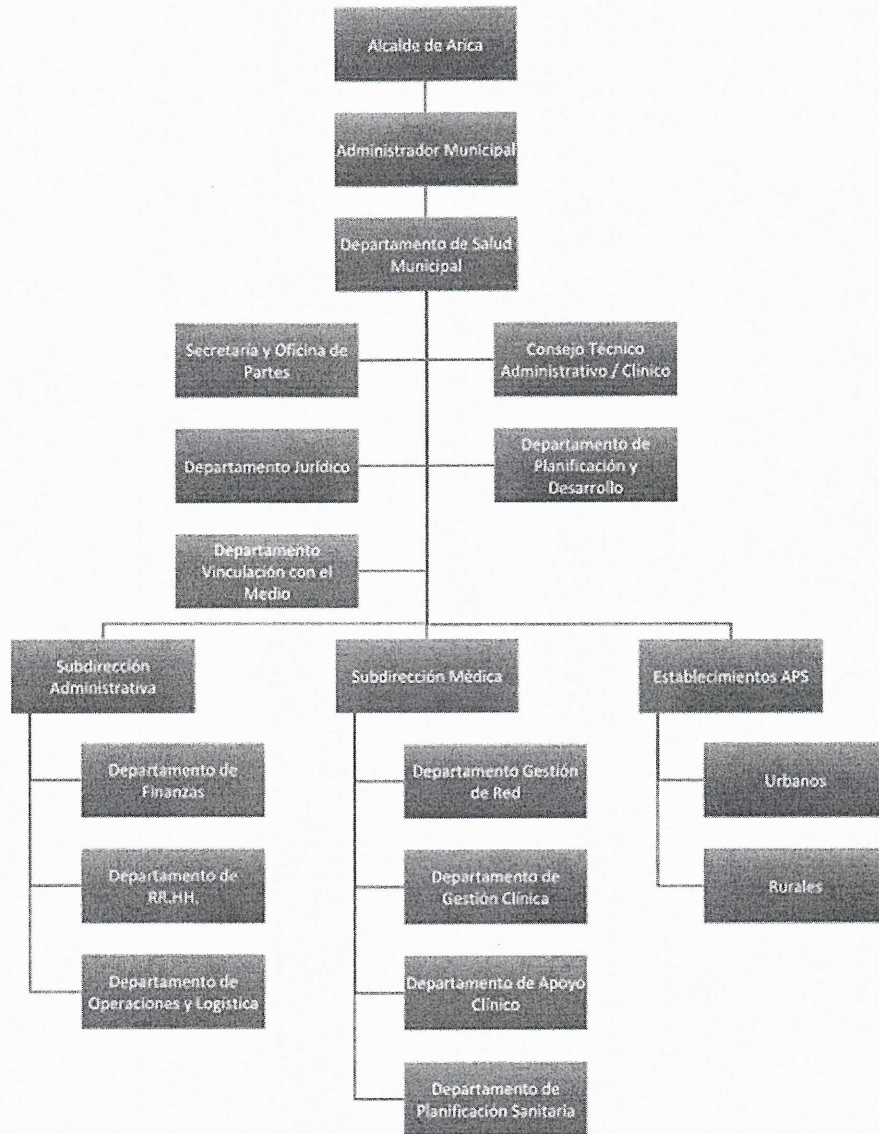 Alcalde de Arica
Administrador Municipal
Departamento de Salud
Municipal
Secretaría y Oficina de
Partes
Consejo Técnico
Administrativo / Clínico
Departamento Jurídico
Departamento de
Planificación y
Desarrollo
Departamento
Vinculación con el
Medio
Subdirección
Administrativa
Subdirección Médica
Establecimientos APS
Departamento de
Finanzas
Departamento de
RR.HH.
Departamento de
Operaciones y Logística
Departamento Gestión
de Red
Departamento de
Gestión Clínica
Departamento de Apoyo
Clínico
Departamento de
Planificación Sanitaria
Urbanos
Rurales